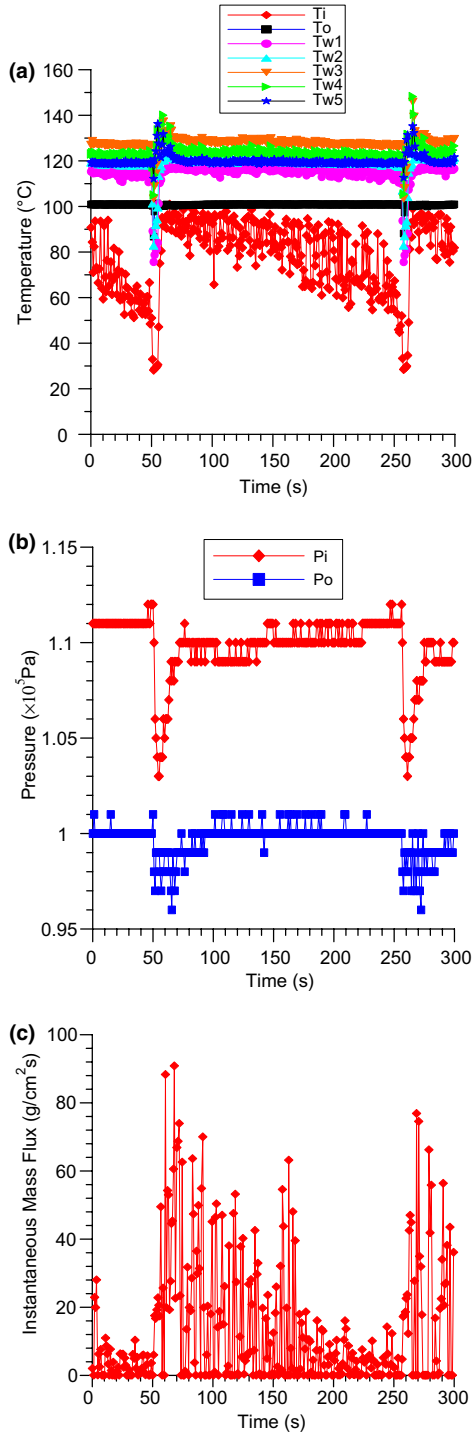 Ti
To
Tw1
Tw2
Tw3
Tw4
Tw5
(a)
160
140
120
100
80
60
40
20
0
Temperature (°C)
0 50 100 150 200 250 300
Time (s)
(b)
Pi
Po
1.15
1.1
1.05
1
0.95
Pressure (×10⁵Pa)
0 50 100 150 200 250 300
Time (s)
(c)
100
80
60
40
20
0
Instantaneous Mass Flux (g/cm²s)
0 50 100 150 200 250 300
Time (s)